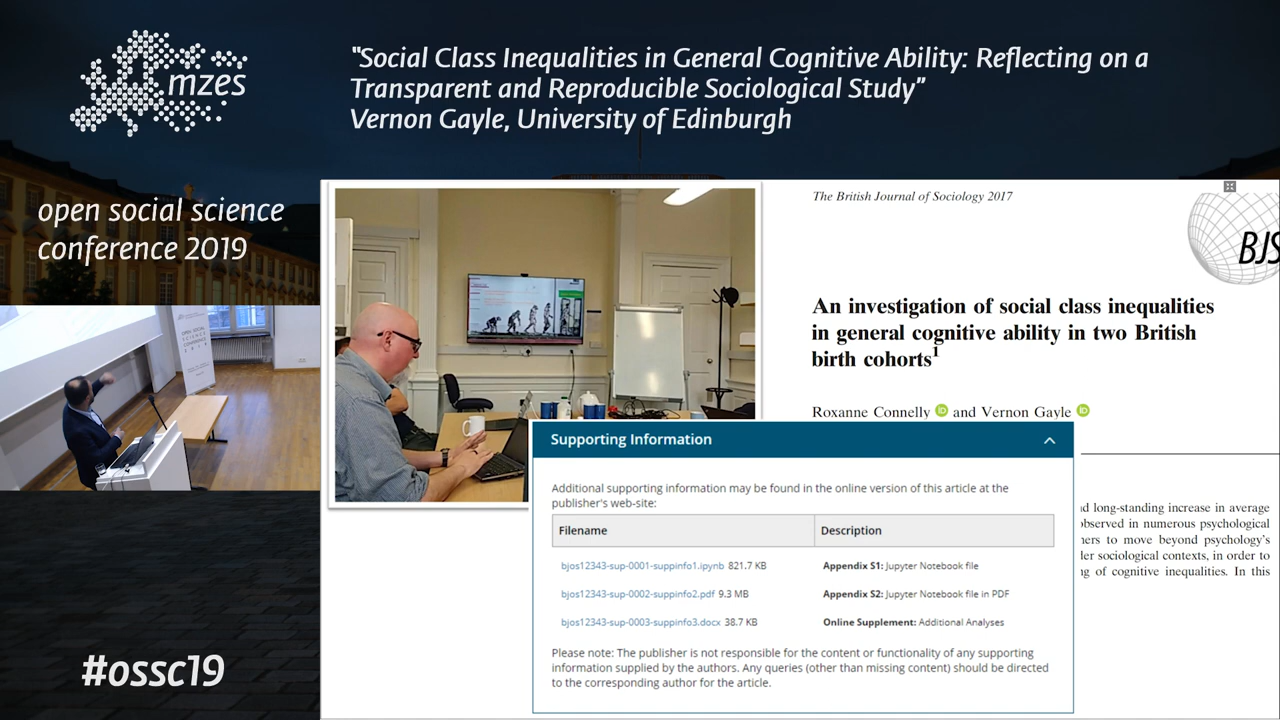 mzes
"Social Class Inequalities in General Cognitive Ability: Reflecting on a
Transparent and Reproducible Sociological Study"
Vernon Gayle, University of Edinburgh
open social science
conference 2019
OPEN SOCIAL
SCIENCE
CONFERENCE
2019
#ossc19
The British Journal of Sociology 2017
BJS
An investigation of social class inequalities
in general cognitive ability in two British
birth cohorts1
Roxanne Connelly iD and Vernon Gayle iD
long-standing increase in average
observed in numerous psychological
to move beyond psychology's
sociological contexts, in order to
of cognitive inequalities. In this
Supporting Information
Additional supporting information may be found in the online version of this article at the
publisher's web-site:
Filename Description
bjos12343-sup-0001-suppinfo1.ipynb 821.7 KB Appendix S1: Jupyter Notebook file
bjos12343-sup-0002-suppinfo2.pdf 9.3 MB Appendix S2: Jupyter Notebook file in PDF
bjos12343-sup-0003-suppinfo3.docx 38.7 KB Online Supplement: Additional Analyses
Please note: The publisher is not responsible for the content or functionality of any supporting
information supplied by the authors. Any queries (other than missing content) should be directed
to the corresponding author for the article.